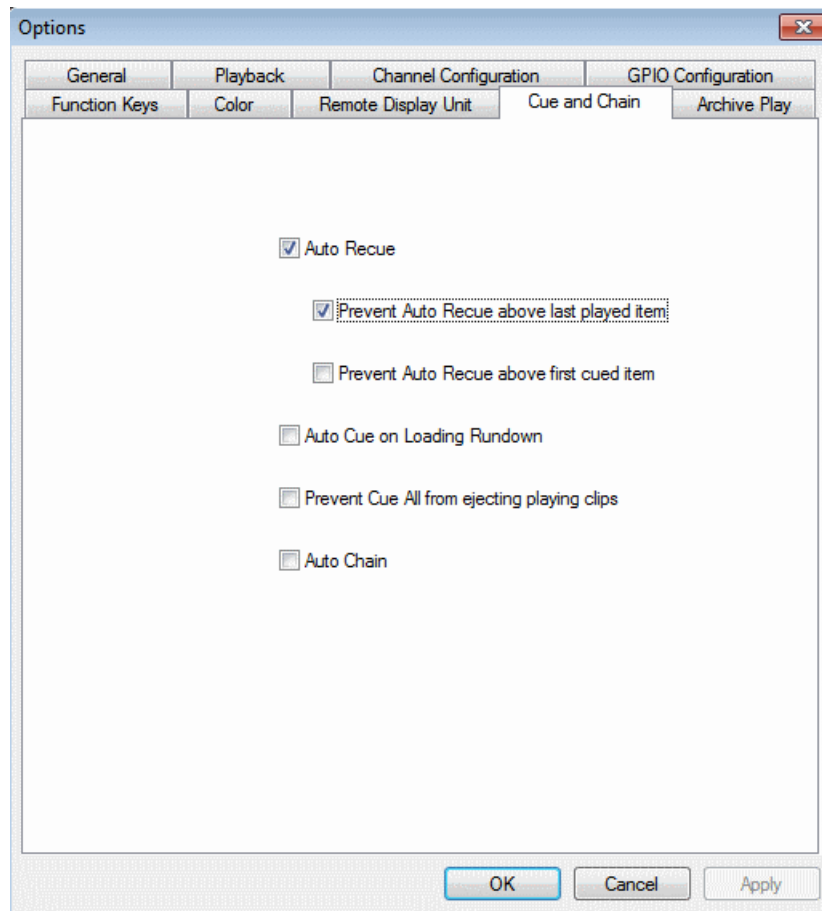 Options
General Playback Channel Configuration GPIO Configuration
Function Keys Color Remote Display Unit Cue and Chain Archive Play
Auto Recue
Prevent Auto Recue above last played item
Prevent Auto Recue above first cued item
Auto Cue on Loading Rundown
Prevent Cue All from ejecting playing clips
Auto Chain
OK Cancel Apply